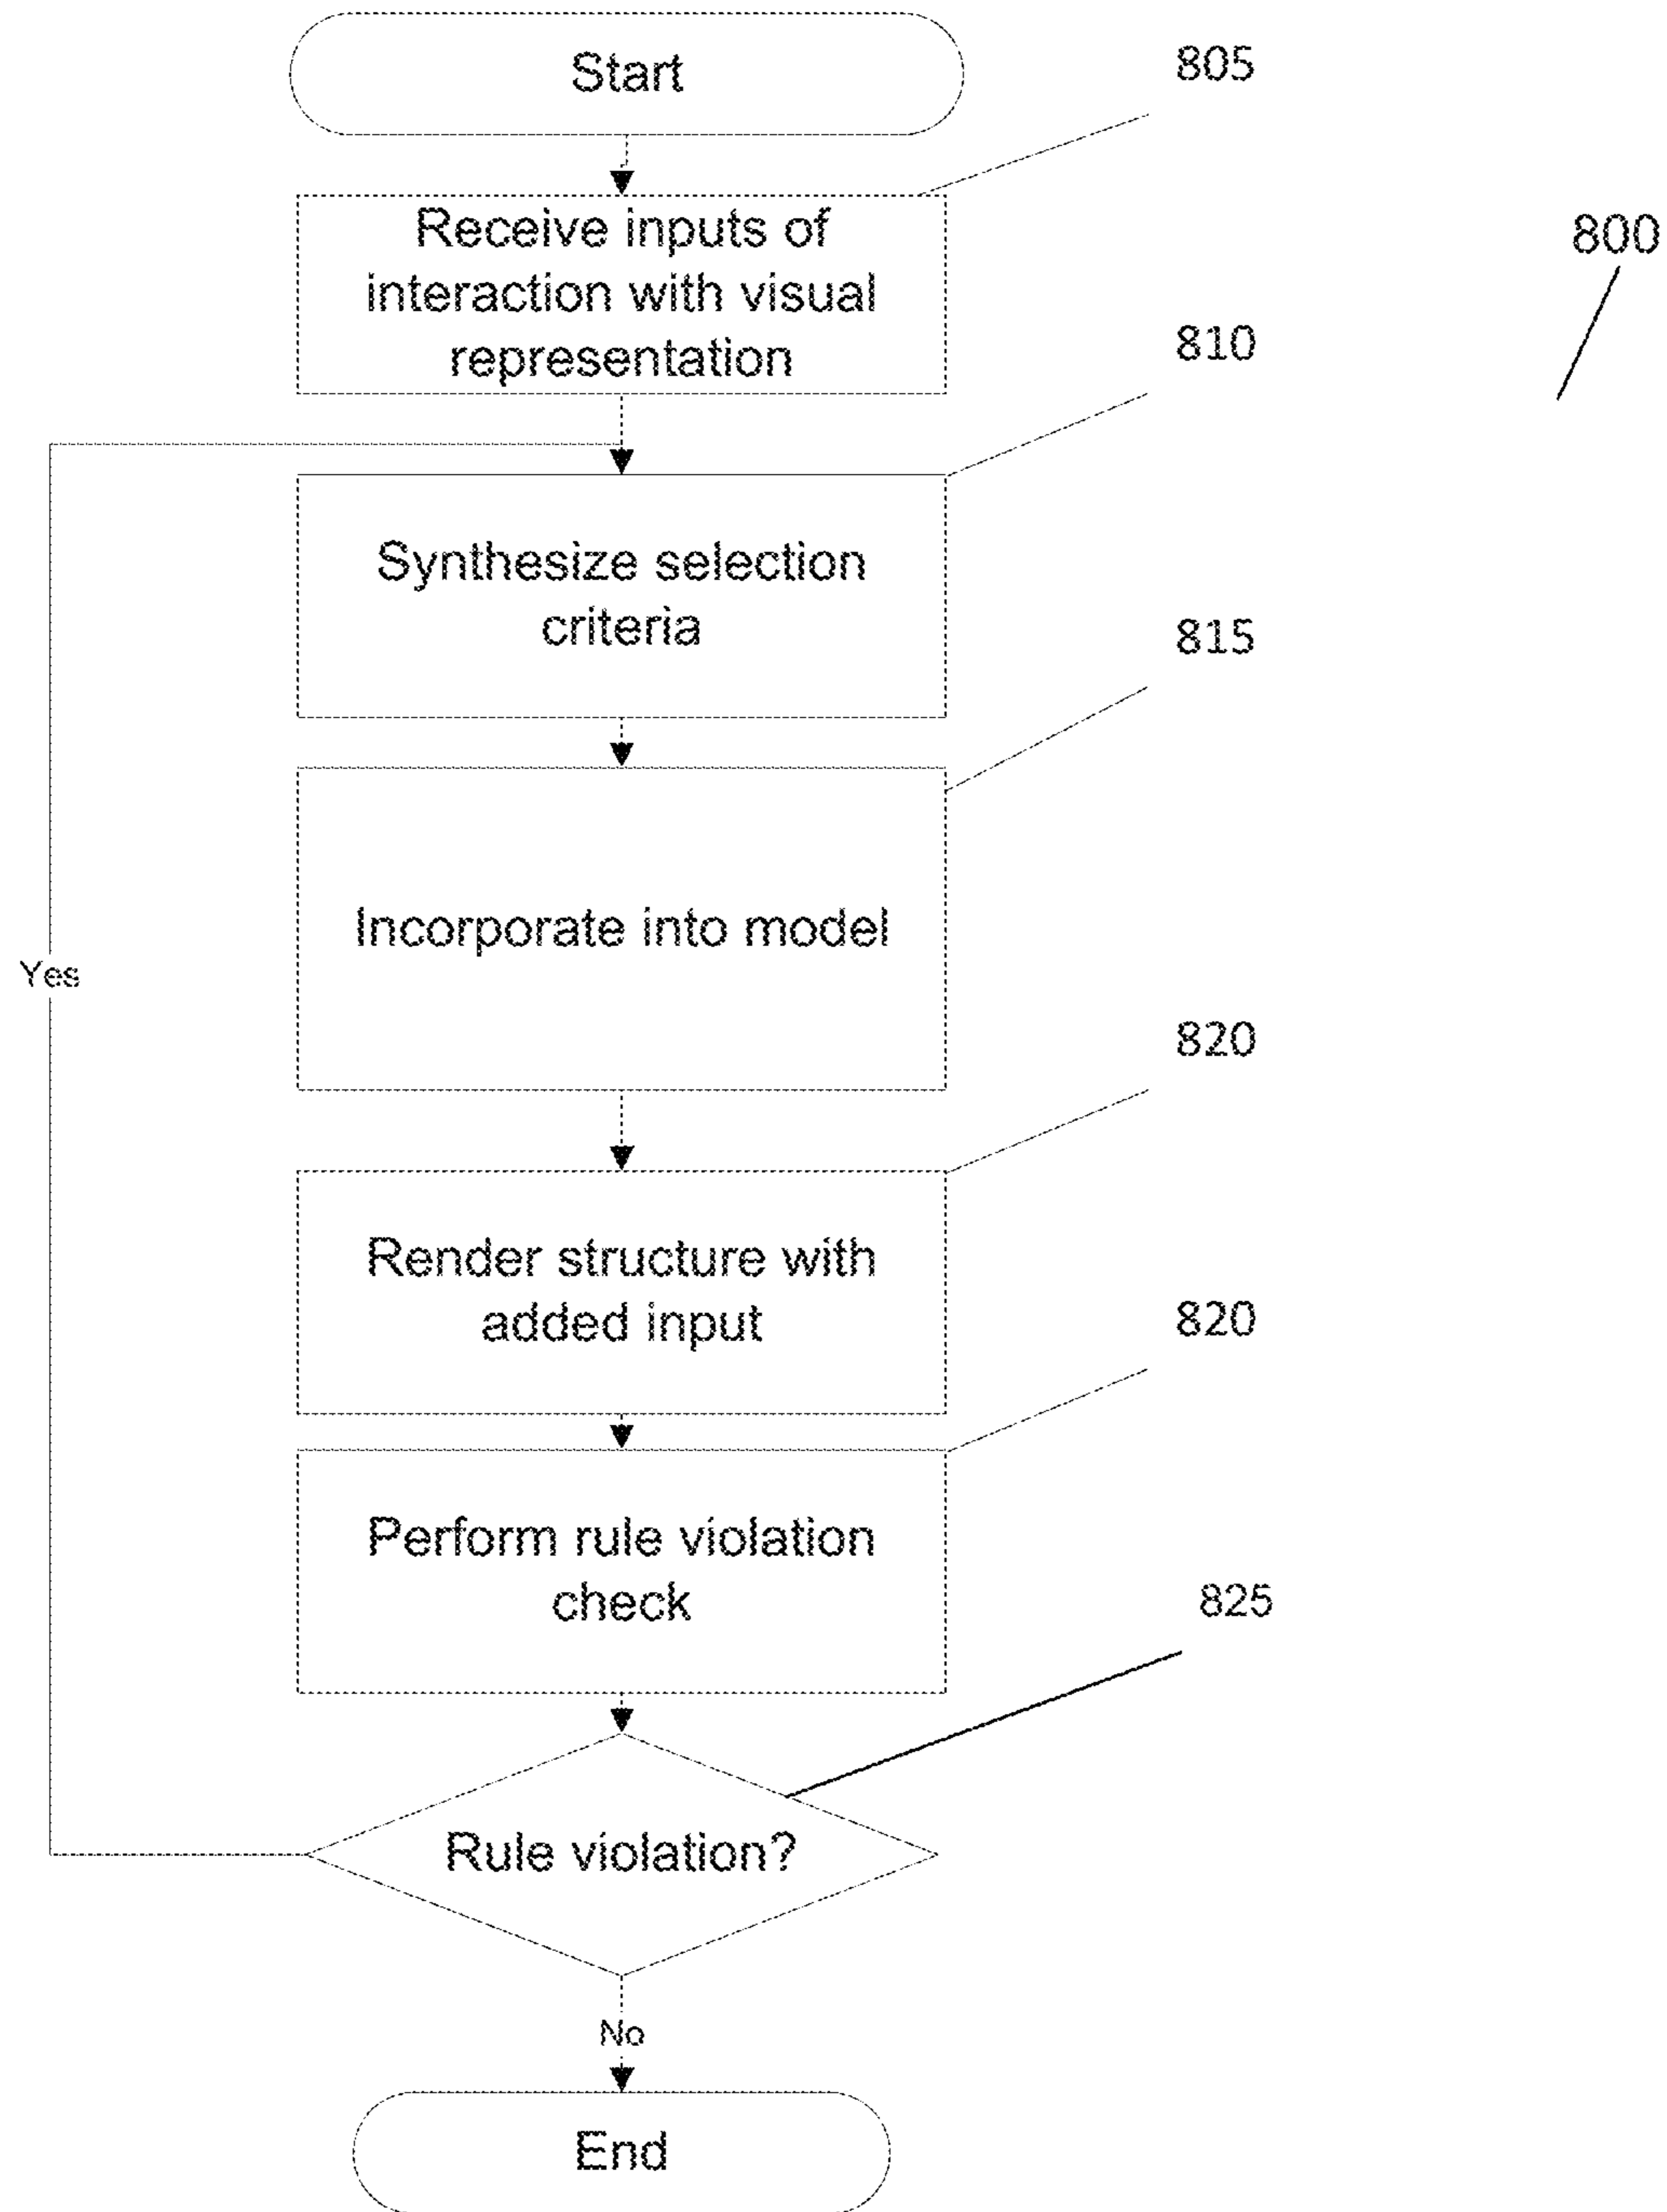 Start
805
Receive inputs of
interaction with visual
representation
800
810
Synthesize selection
criteria
815
Incorporate into model
Yes
820
Render structure with
added input
820
Perform rule violation
check
825
Rule violation?
No
End